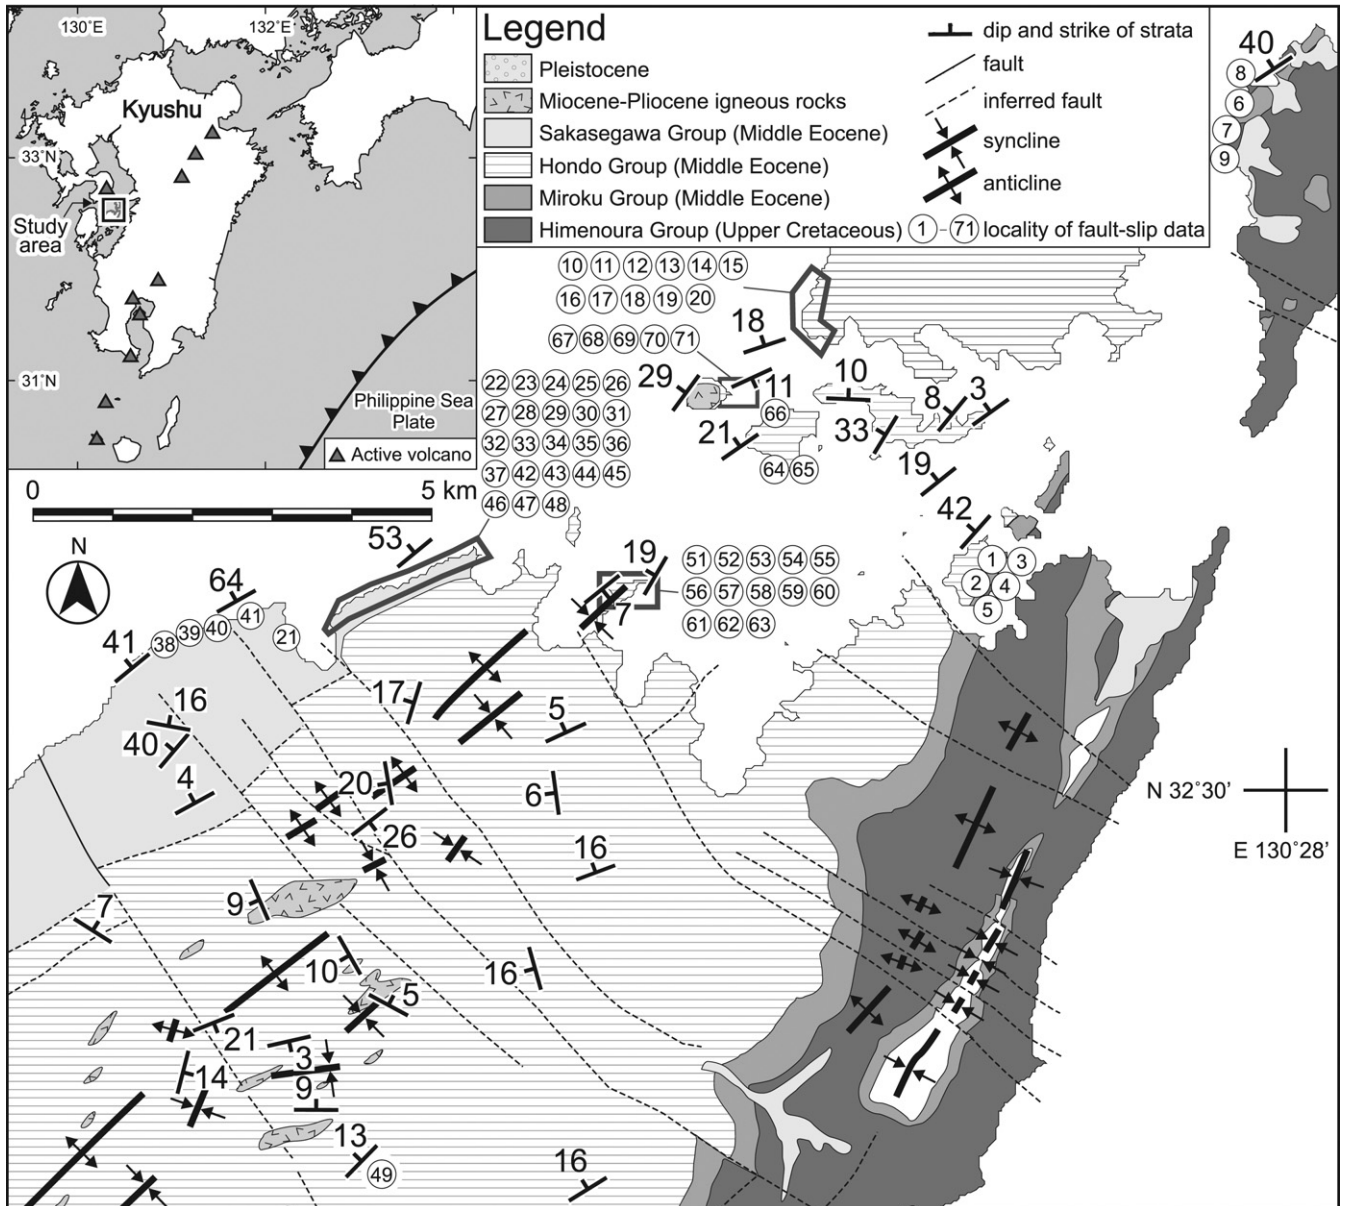 130˚E
132˚E
Kyushu
33˚N
Study
area
31˚N
Philippine Sea
Plate
Active volcano
Legend
Pleistocene
Miocene-Pliocene igneous rocks
Sakasegawa Group (Middle Eocene)
Hondo Group (Middle Eocene)
Miroku Group (Middle Eocene)
Himenoura Group (Upper Cretaceous)
dip and strike of strata
fault
inferred fault
syncline
anticline
1 - 71 locality of fault-slip data
40
8
6
7
9
10 11 12 13 14 15
16 17 18 19 20
18
67 68 69 70 71
29
11
66
10
8
3
33
21
64 65
19
42
22 23 24 25 26
27 28 29 30 31
32 33 34 35 36
37 42 43 44 45
46 47 48
0
5 km
N
53
19
7
51 52 53 54 55
56 57 58 59 60
61 62 63
1 3
2 4
5
64
41
38 39 40 41
21
16
40
4
17
5
20
6
26
16
N 32˚30'
E 130˚28'
7
9
10
5
16
21
3
14
9
13
49
16